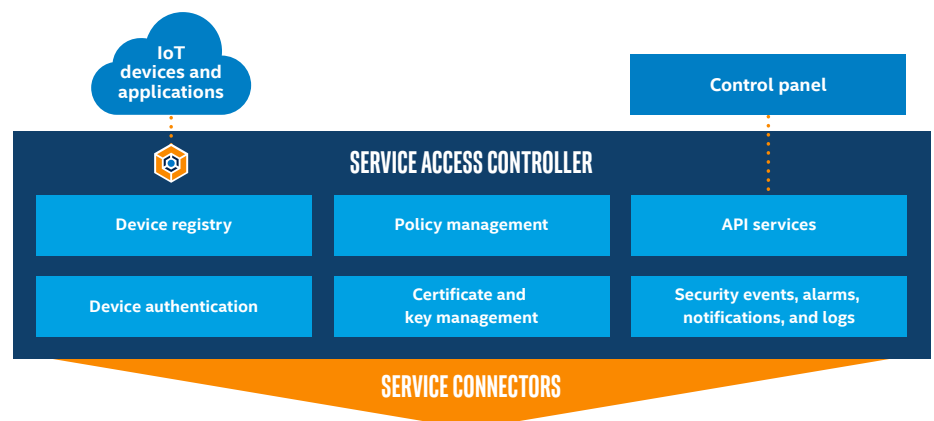 IoT
devices and
applications
Control panel
SERVICE ACCESS CONTROLLER
Device registry
Policy management
API services
Device authentication
Certificate and
key management
Security events, alarms,
notifications, and logs
SERVICE CONNECTORS